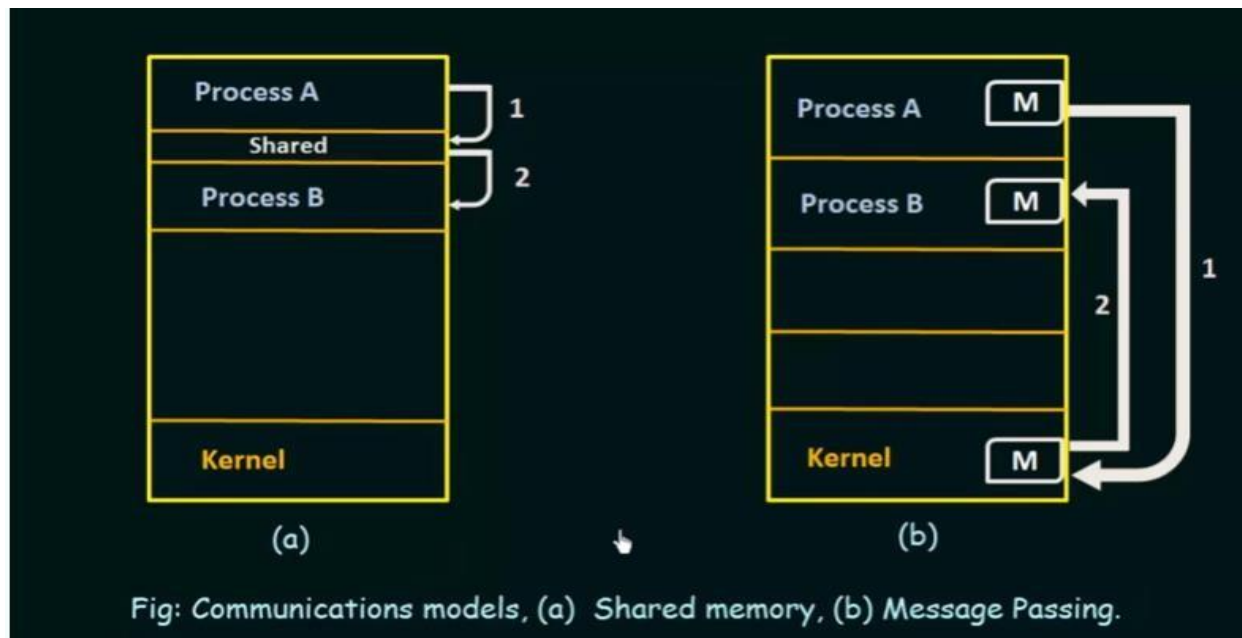 Process A
1
Shared
2
Process B
Kernel
(a)
Process A
M
Process B
M
1
2
Kernel
M
(b)
Fig: Communications models, (a) Shared memory, (b) Message Passing.